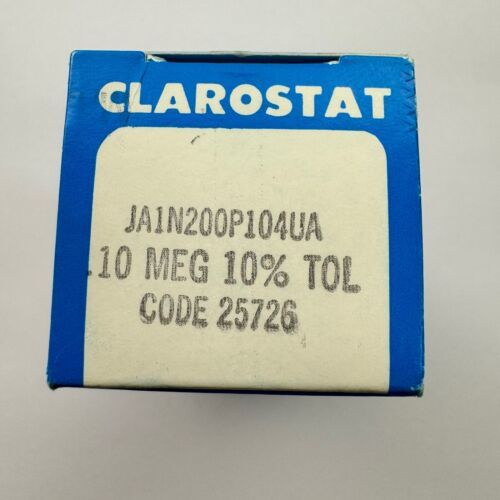 CLAROSTAT
JA1N200P104UA
.10 MEG 10% TOL
CODE 25726